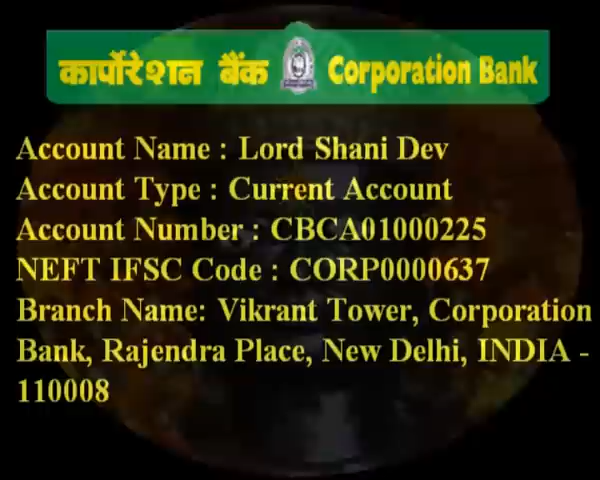 कार्पोरेशन बैंक Corporation Bank
Account Name : Lord Shani Dev
Account Type : Current Account
Account Number : CBCA01000225
NEFT IFSC Code : CORP0000637
Branch Name: Vikrant Tower, Corporation
Bank, Rajendra Place, New Delhi, INDIA -
110008